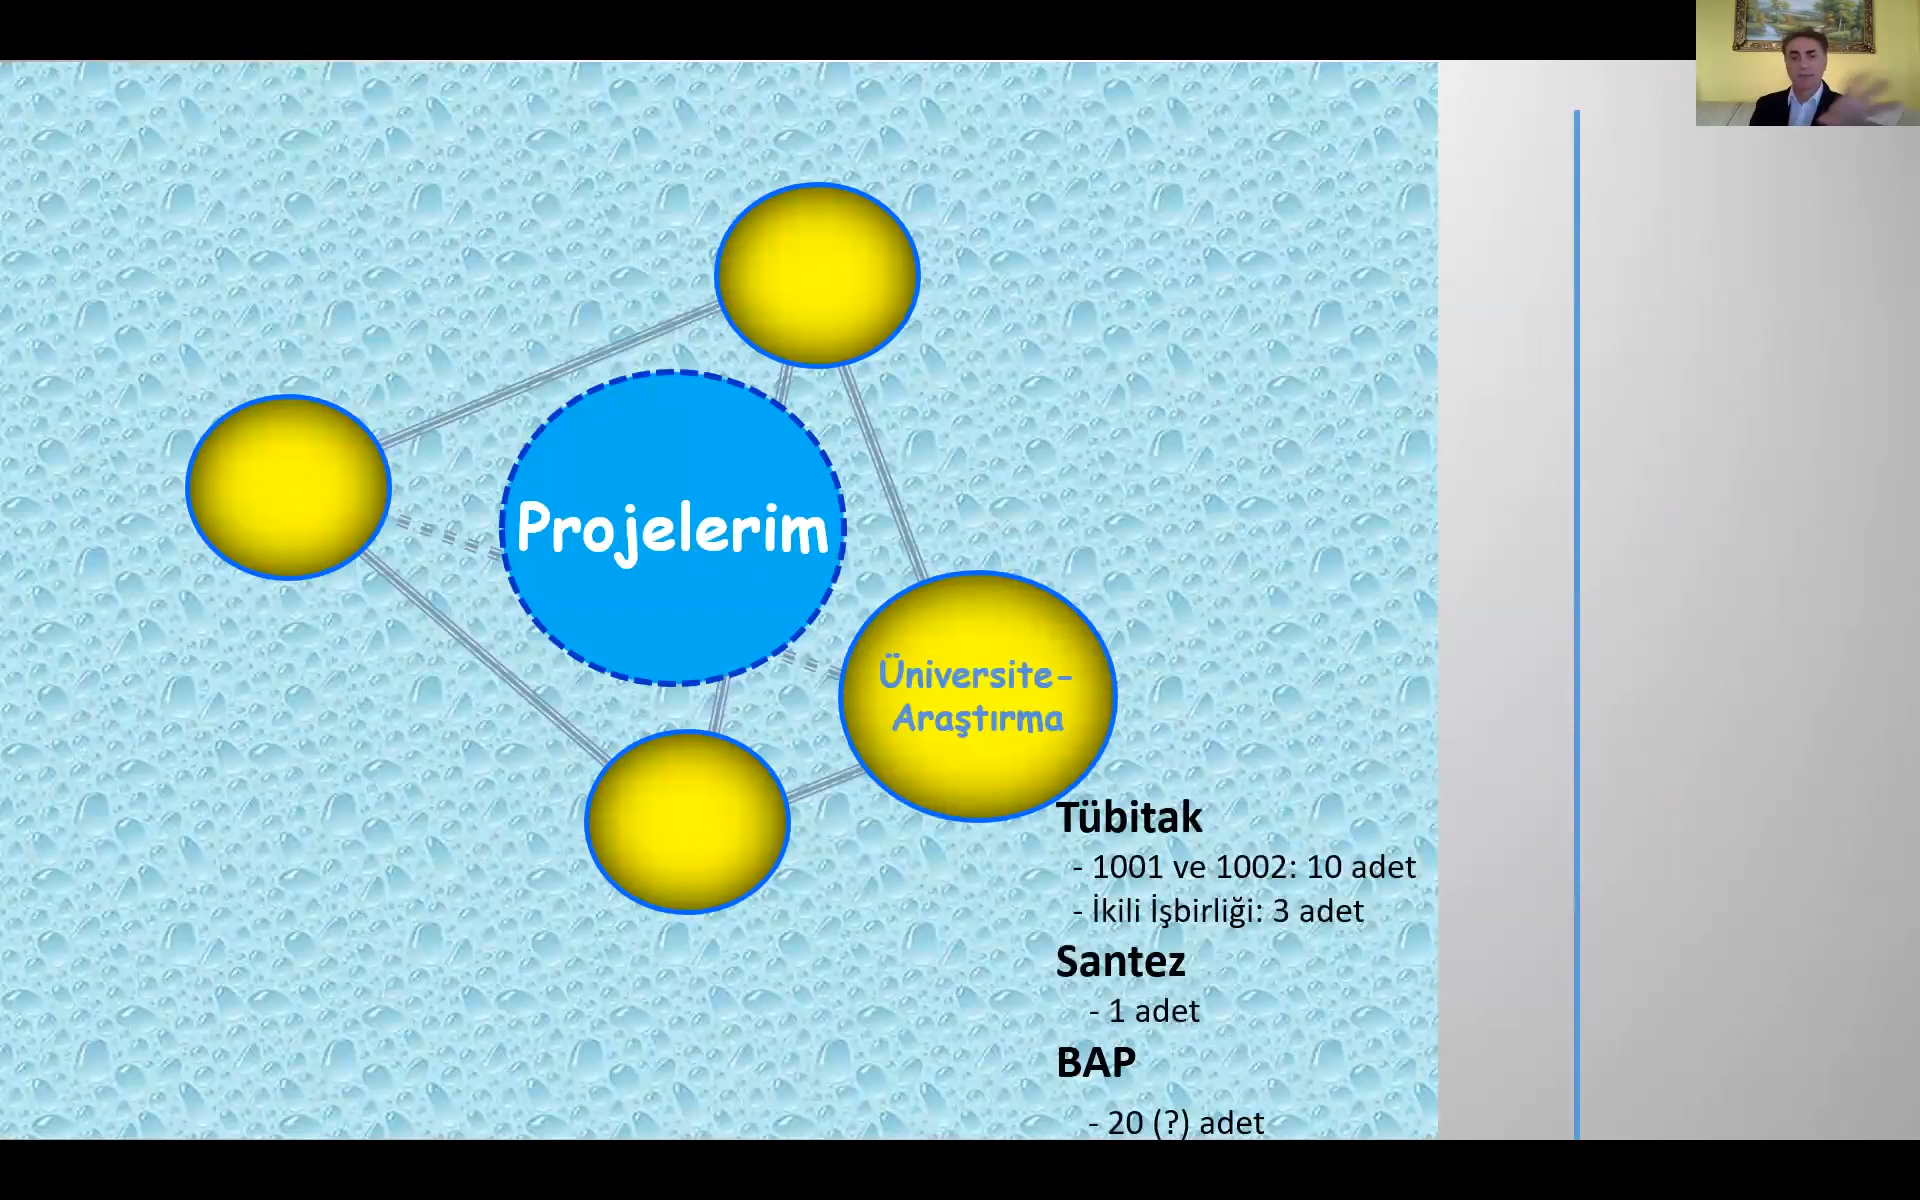 Projelerim
Üniversite-
Araştırma
Tübitak
- 1001 ve 1002: 10 adet
- İkili İşbirliği: 3 adet
Santez
- 1 adet
BAP
- 20 (?) adet